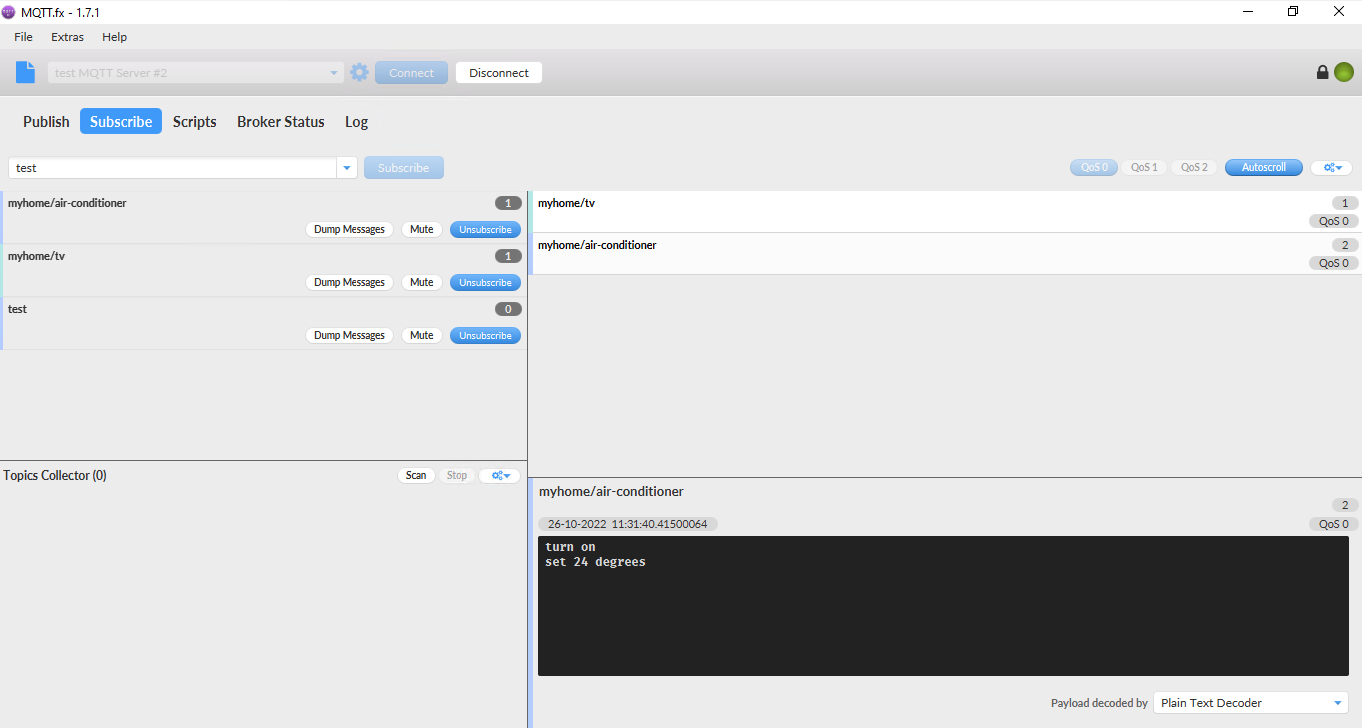 MQTT.fx - 1.7.1
File Extras Help
test MQTT Server #2 Connect Disconnect
Publish Subscribe Scripts Broker Status Log
test Subscribe QoS 0 QoS 1 QoS 2 Autoscroll
myhome/air-conditioner 1
Dump Messages Mute Unsubscribe
myhome/tv 1
Dump Messages Mute Unsubscribe
test 0
Dump Messages Mute Unsubscribe
Topics Collector (0) Scan Stop
myhome/tv 1
QoS 0
myhome/air-conditioner 2
QoS 0
myhome/air-conditioner
2
26-10-2022 11:31:40.41500064 QoS 0
turn on
set 24 degrees
Payload decoded by Plain Text Decoder